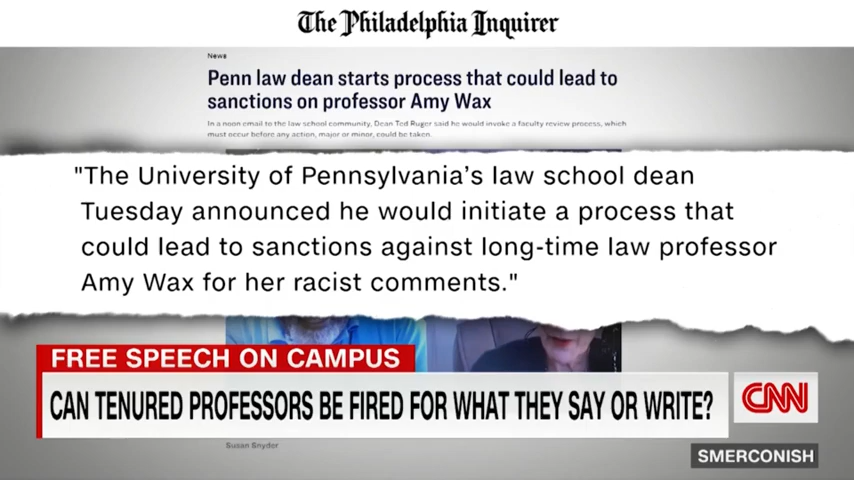 The Philadelphia Inquirer
News
Penn law dean starts process that could lead to
sanctions on professor Amy Wax
In a noon email to the law school community, Dean Ted Ruger said he would invoke a faculty review process, which
must occur before any action, major or minor, could be taken.
"The University of Pennsylvania’s law school dean
Tuesday announced he would initiate a process that
could lead to sanctions against long-time law professor
Amy Wax for her racist comments."
FREE SPEECH ON CAMPUS
CAN TENURED PROFESSORS BE FIRED FOR WHAT THEY SAY OR WRITE?
CNN
Susan Snyder
SMERCONISH